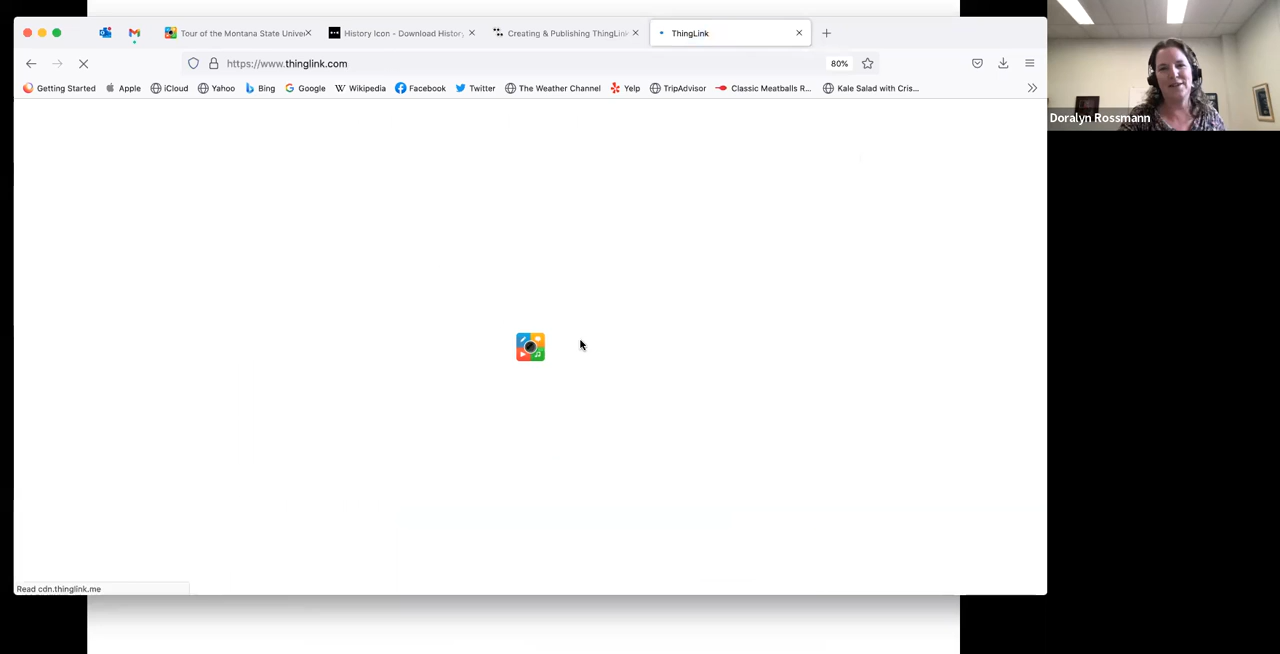 Tour of the Montana State Univer
History Icon - Download History
Creating & Publishing ThingLink
ThingLink
https://www.thinglink.com
80%
Getting Started Apple iCloud Yahoo Bing Google Wikipedia Facebook Twitter The Weather Channel Yelp TripAdvisor Classic Meatballs R... Kale Salad with Cris...
Doralyn Rossmann
Read cdn.thinglink.me